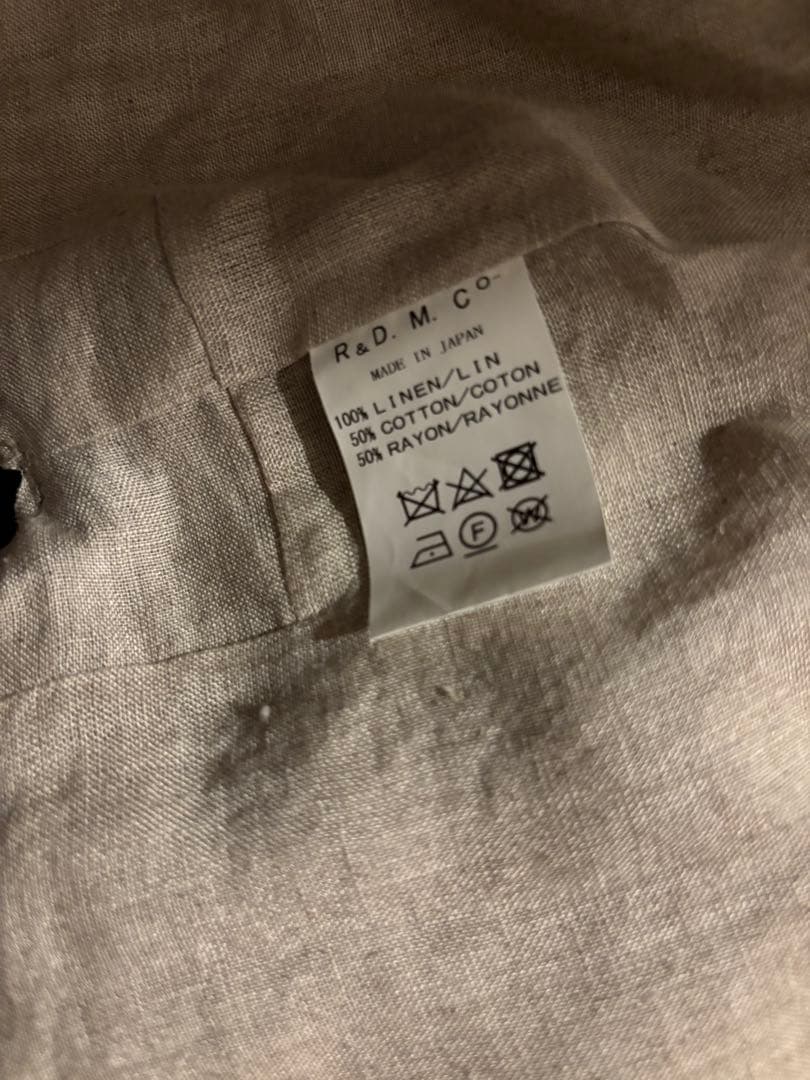 R & D. M. Co-
MADE IN JAPAN
100% LINEN/LIN
50% COTTON/COTON
50% RAYON/RAYONNE
F W